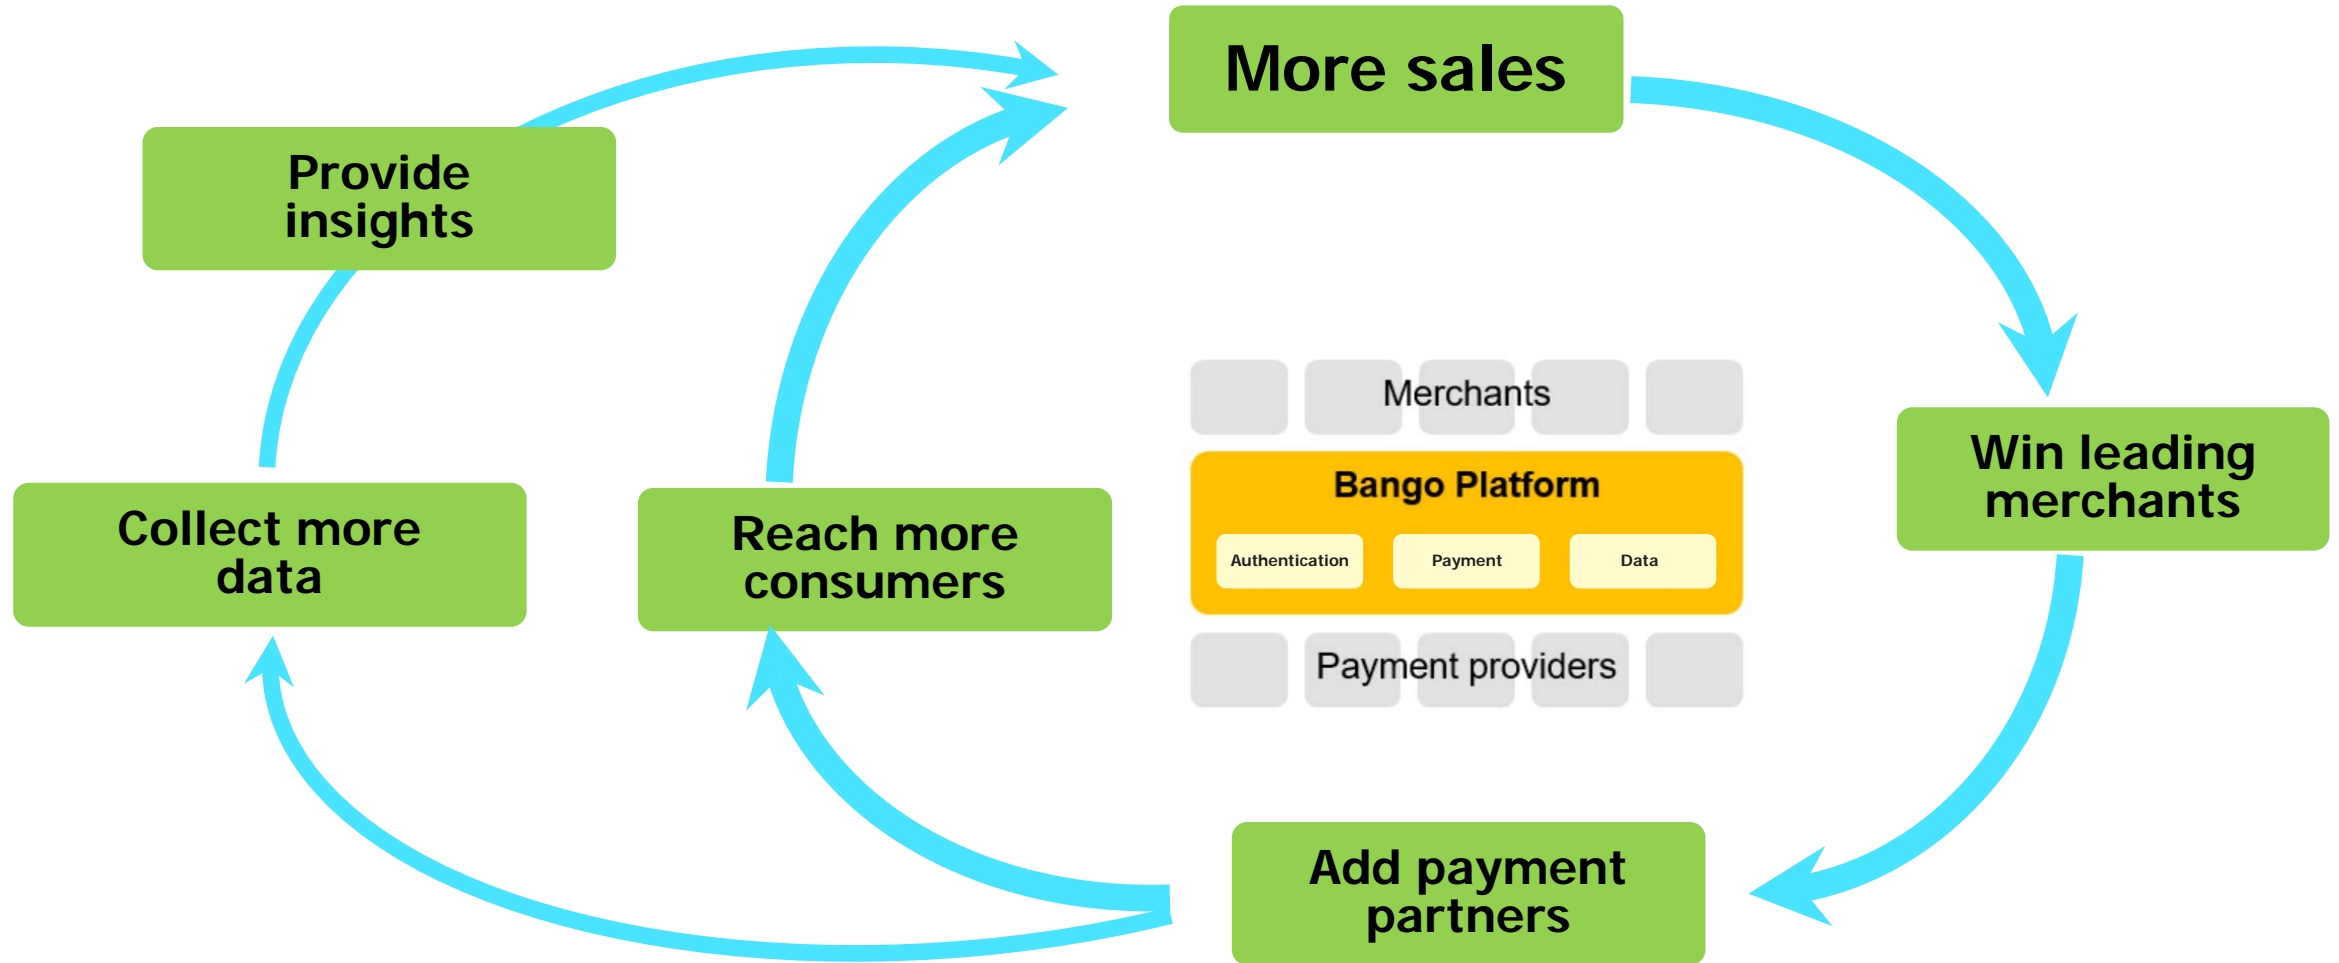 More sales
Provide
insights
Merchants
Win leading
merchants
Bango Platform
Collect more
data
Reach more
consumers
Authentication
Payment
Data
Payment providers
Add payment
partners